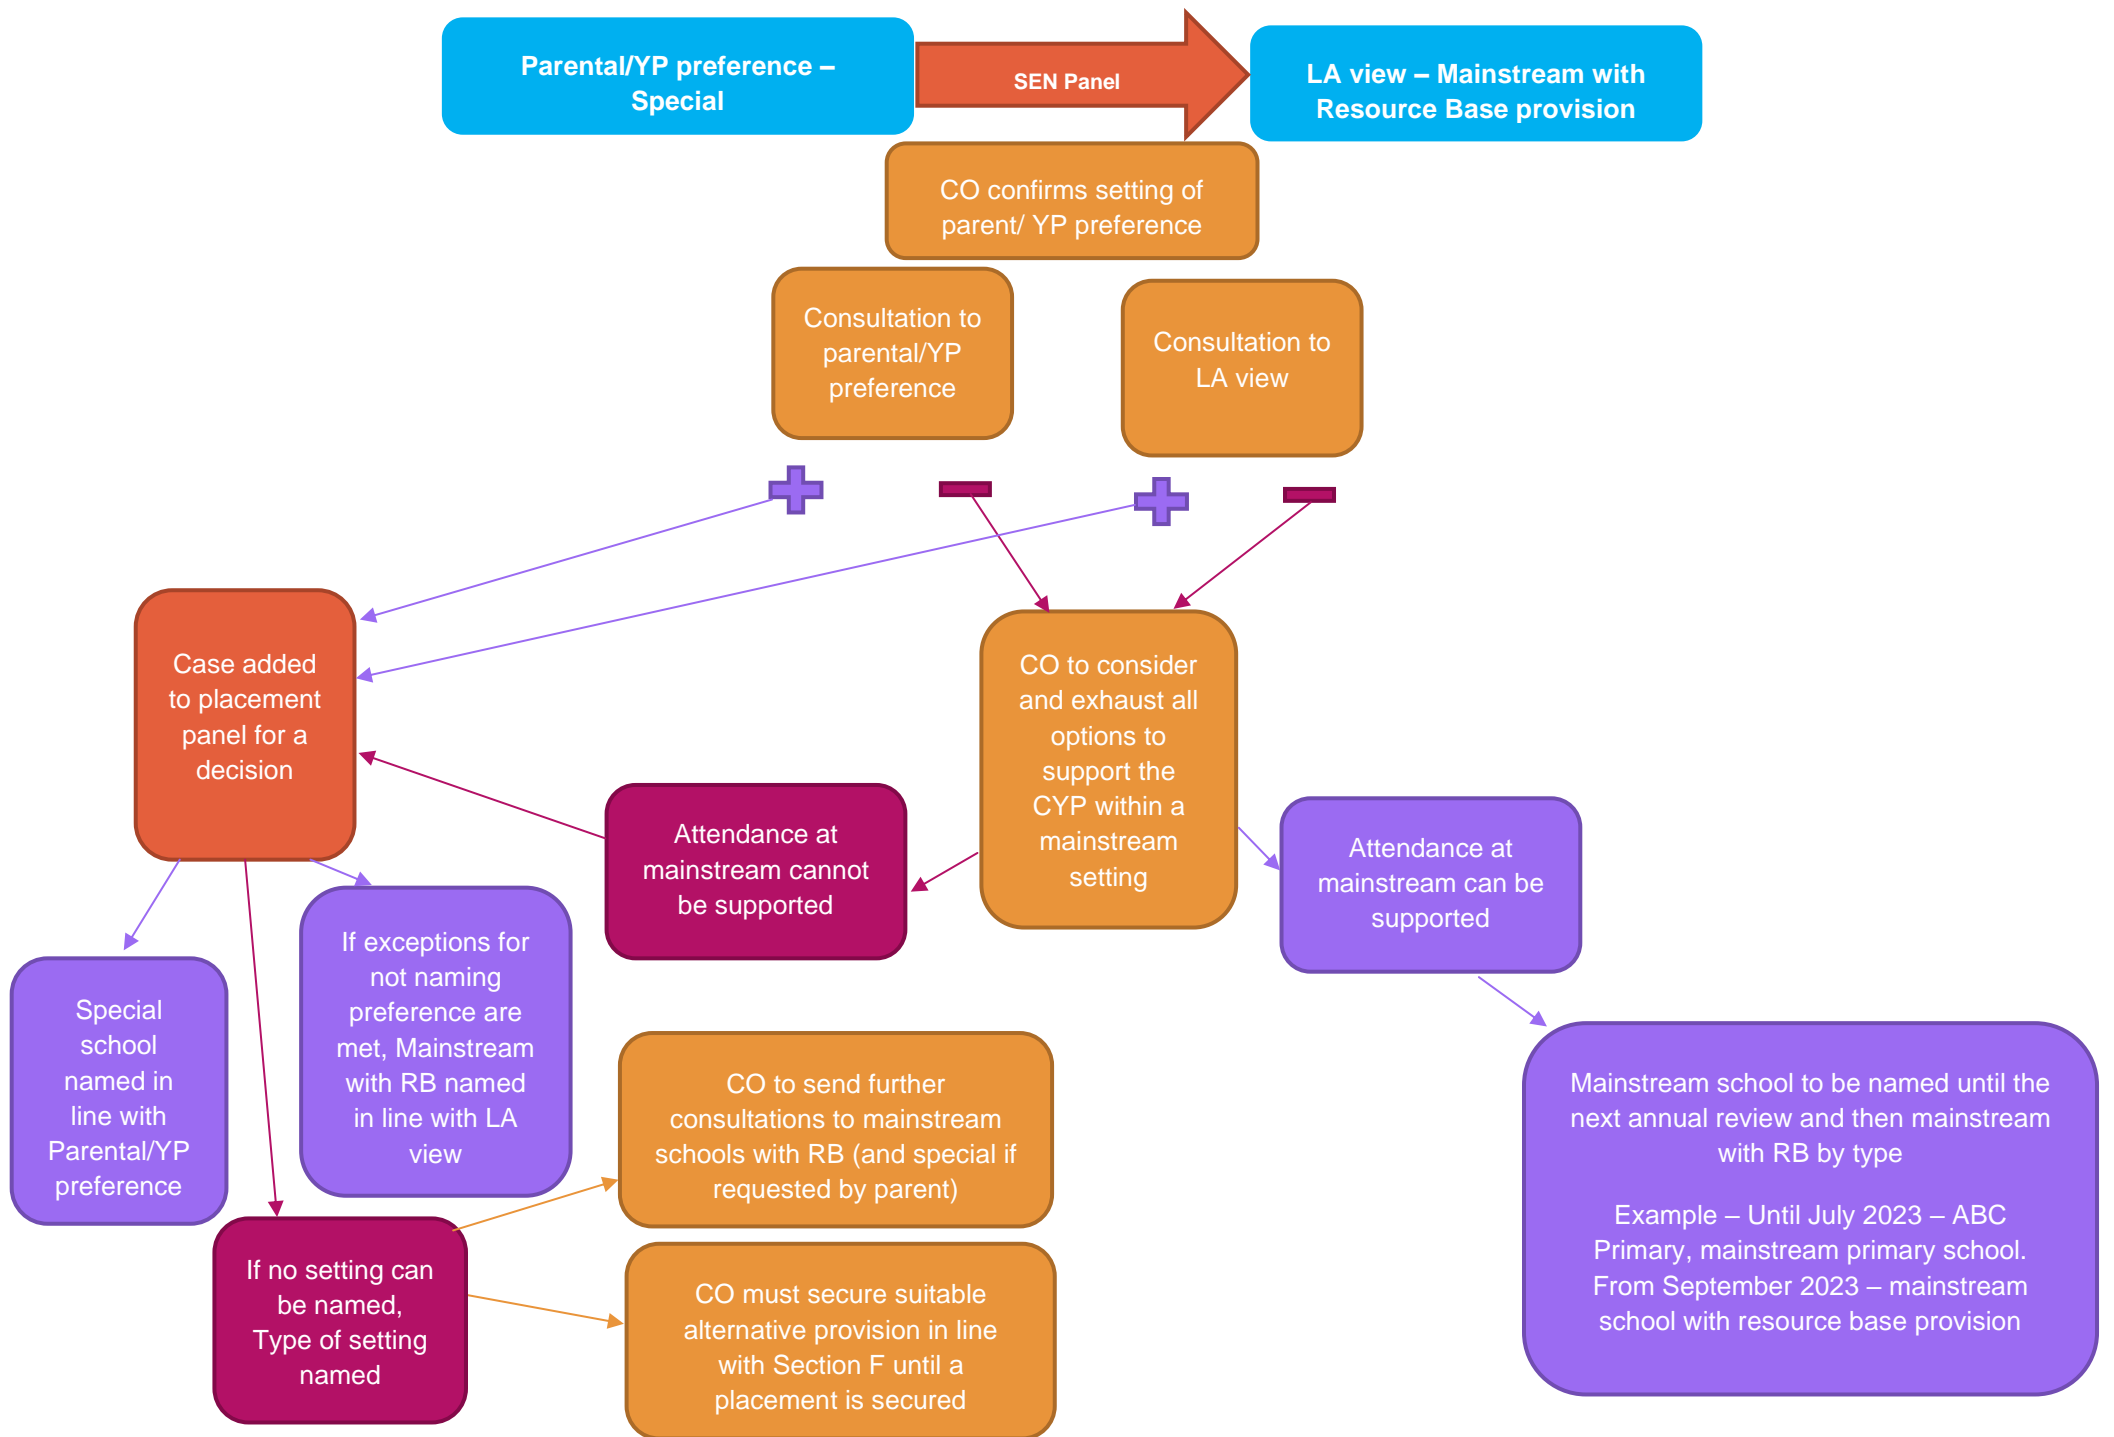 Parental/YP preference –
Special
SEN Panel
LA view – Mainstream with
Resource Base provision
CO confirms setting of
parent/ YP preference
Consultation to
parental/YP
preference
Consultation to
LA view
Case added
to placement
panel for a
decision
CO to consider
and exhaust all
options to
support the
CYP within a
mainstream
setting
Attendance at
mainstream cannot
be supported
Attendance at
mainstream can be
supported
Special
school
named in
line with
Parental/YP
preference
If exceptions for
not naming
preference are
met, Mainstream
with RB named
in line with LA
view
If no setting can
be named,
Type of setting
named
CO to send further
consultations to mainstream
schools with RB (and special if
requested by parent)
CO must secure suitable
alternative provision in line
with Section F until a
placement is secured
Mainstream school to be named until the
next annual review and then mainstream
with RB by type
Example – Until July 2023 – ABC
Primary, mainstream primary school.
From September 2023 – mainstream
school with resource base provision